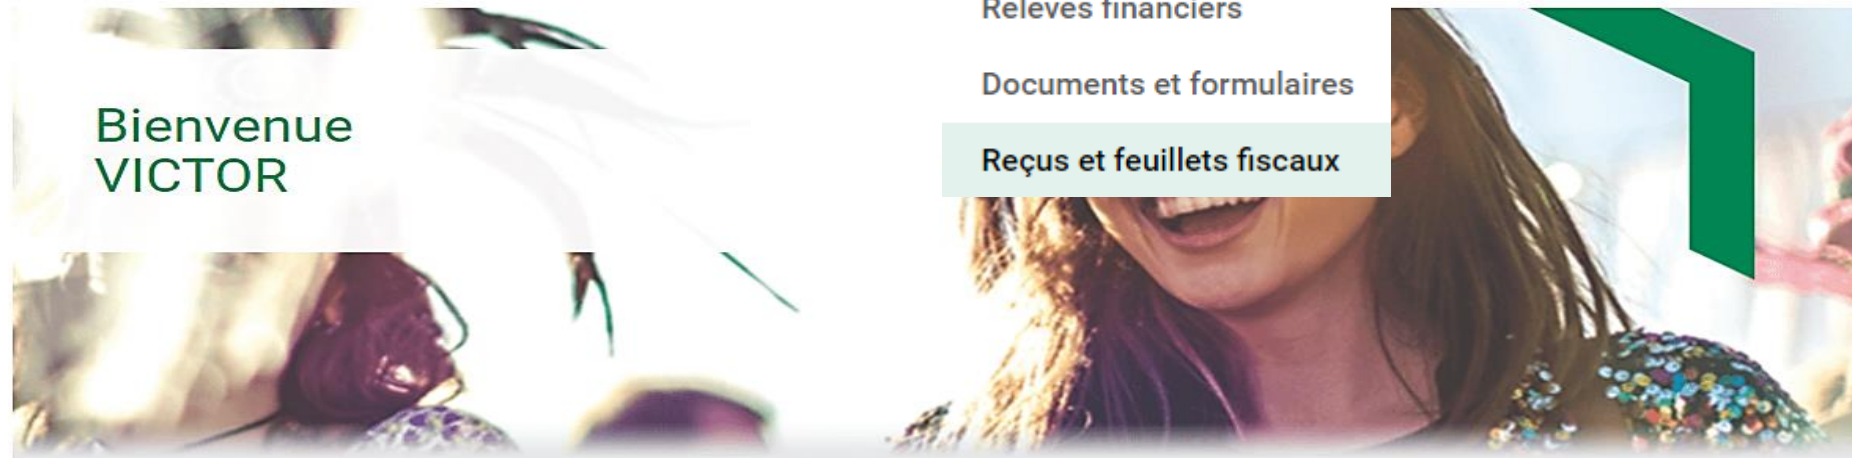 Relevés financiers
Documents et formulaires
Bienvenue
VICTOR
Reçus et feuillets fiscaux